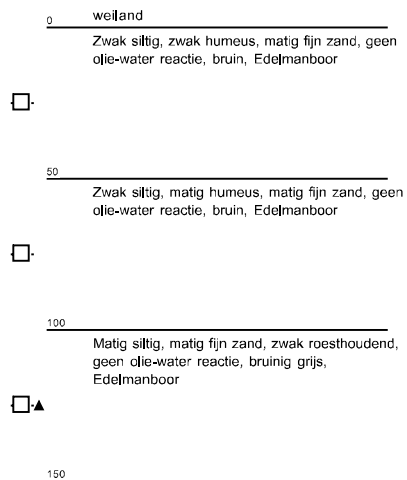 weiland
0
Zwak siltig, zwak humeus, matig fijn zand, geen
olie-water reactie, bruin, Edelmanboor
50
Zwak siltig, matig humeus, matig fijn zand, geen
olie-water reactie, bruin, Edelmanboor
100
Matig siltig, matig fijn zand, zwak roesthoudend,
geen olie-water reactie, bruinig grijs,
Edelmanboor
150